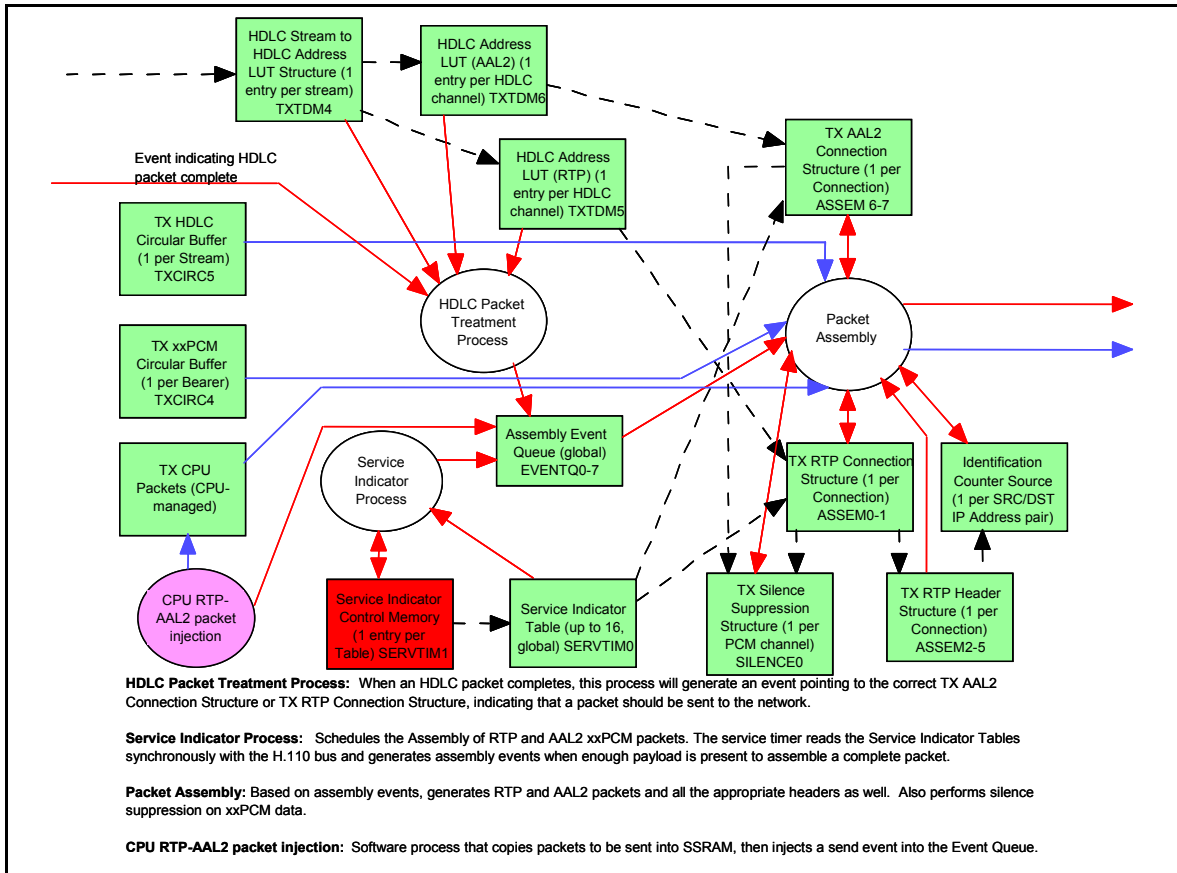 HDLC Stream to
HDLC Address
LUT Structure (1
entry per stream)
TXTDM4
HDLC Address
LUT (AAL2) (1
entry per HDLC
channel) TXTDM6
HDLC Address
LUT (RTP) (1
entry per HDLC
channel) TXTDM5
TX AAL2
Connection
Structure (1 per
Connection)
ASSEM 6-7
Event indicating HDLC
packet complete
TX HDLC
Circular Buffer
(1 per Stream)
TXCIRC5
HDLC Packet
Treatment
Process
Packet
Assembly
TX xxPCM
Circular Buffer
(1 per Bearer)
TXCIRC4
TX CPU
Packets (CPU-
managed)
Service
Indicator
Process
Assembly Event
Queue (global)
EVENTQ0-7
TX RTP Connection
Structure (1 per
Connection)
ASSEM0-1
Identification
Counter Source
(1 per SRC/DST
IP Address pair)
CPU RTP-
AAL2 packet
injection
Service Indicator
Control Memory
(1 entry per
Table) SERVTIM1
Service Indicator
Table (up to 16,
global) SERVTIM0
TX Silence
Suppression
Structure (1 per
PCM channel)
SILENCE0
TX RTP Header
Structure (1 per
Connection)
ASSEM2-5
HDLC Packet Treatment Process: When an HDLC packet completes, this process will generate an event pointing to the correct TX AAL2
Connection Structure or TX RTP Connection Structure, indicating that a packet should be sent to the network.
Service Indicator Process: Schedules the Assembly of RTP and AAL2 xxPCM packets. The service timer reads the Service Indicator Tables
synchronously with the H.110 bus and generates assembly events when enough payload is present to assemble a complete packet.
Packet Assembly: Based on assembly events, generates RTP and AAL2 packets and all the appropriate headers as well. Also performs silence
suppression on xxPCM data.
CPU RTP-AAL2 packet injection: Software process that copies packets to be sent into SSRAM, then injects a send event into the Event Queue.